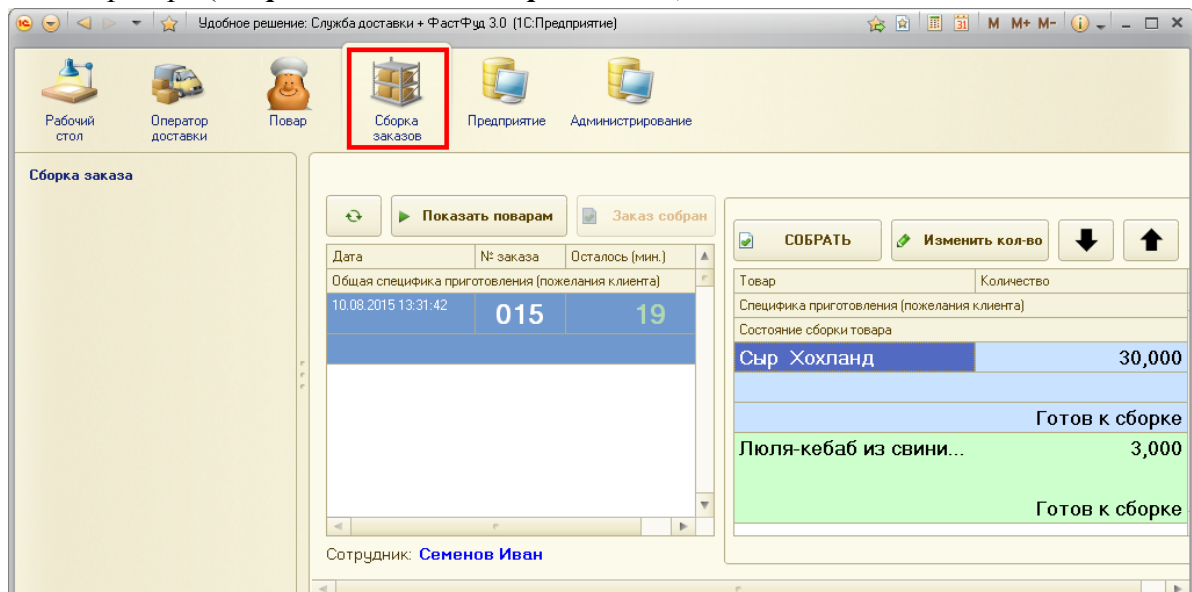 Удобное решение: Служба доставки + ФастФуд 3.0 (1С:Предприятие)
31 M M+ M-
Рабочий стол
Оператор доставки
Повар
Сборка заказов
Предприятие
Администрирование
Сборка заказа
Показать поварам
Заказ собран
Дата № заказа Осталось (мин.)
Общая специфика приготовления (пожелания клиента)
10.08.2015 13:31:42 015 19
Сотрудник: Семенов Иван
СОБРАТЬ
Изменить кол-во
Товар Количество
Специфика приготовления (пожелания клиента)
Состояние сборки товара
Сыр Хохланд 30,000
Готов к сборке
Люля-кебаб из свини... 3,000
Готов к сборке